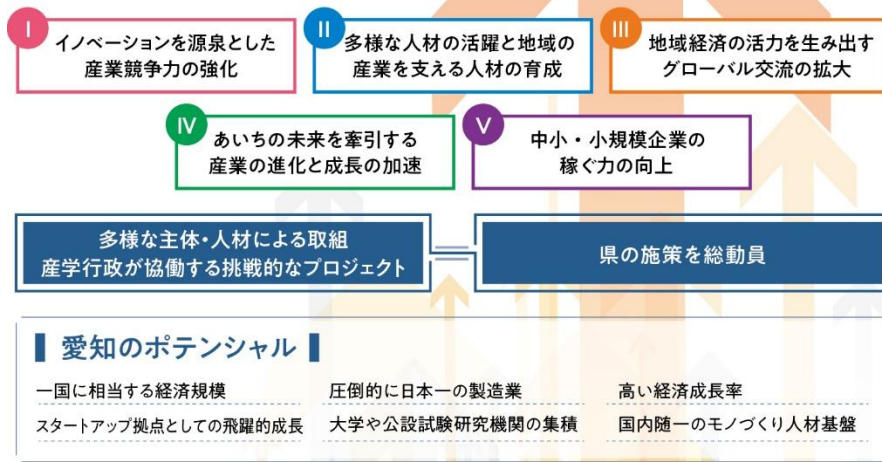 I
イノベーションを源泉とした
産業競争力の強化
II
多様な人材の活躍と地域の
産業を支える人材の育成
III
地域経済の活力を生み出す
グローバル交流の拡大
IV
あいちの未来を牽引する
産業の進化と成長の加速
V
中小・小規模企業の
稼ぐ力の向上
多様な主体・人材による取組
産学行政が協働する挑戦的なプロジェクト
県の施策を総動員
愛知のポテンシャル
一国に相当する経済規模
圧倒的に日本一の製造業
高い経済成長率
スタートアップ拠点としての飛躍的成長
大学や公設試験研究機関の集積
国内随一のモノづくり人材基盤